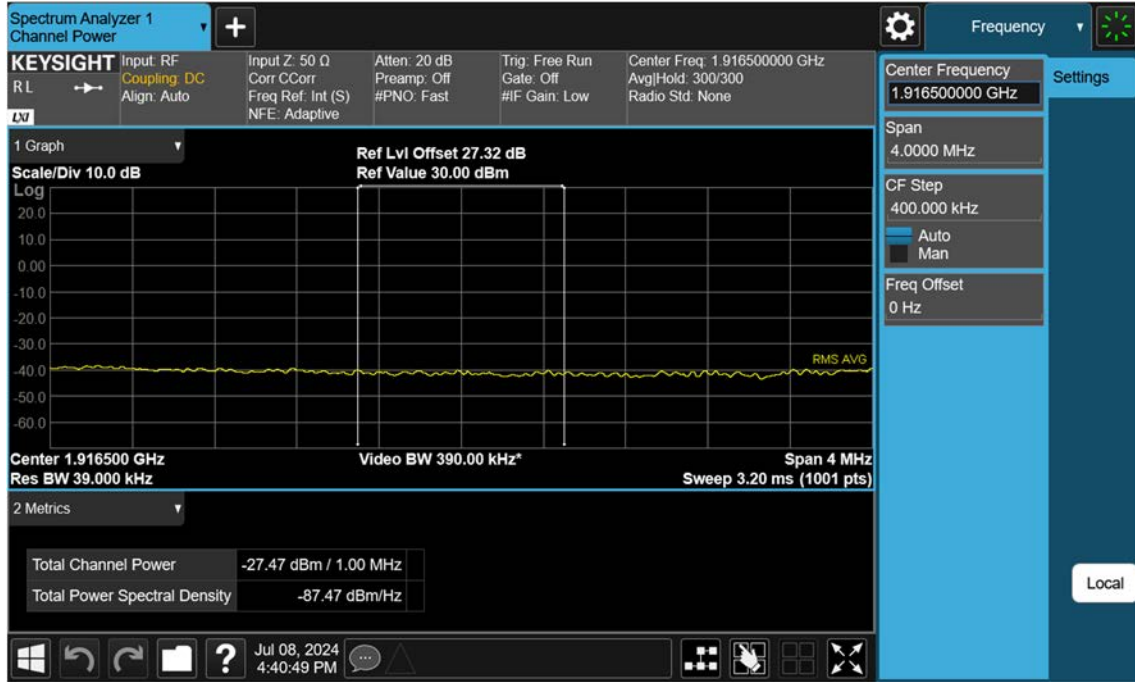 Spectrum Analyzer 1
Channel Power
+
Frequency
KEYSIGHT
R L
LXI
Input: RF
Coupling: DC
Align: Auto
Input Z: 50 Ω
Corr CCorr
Freq Ref: Int (S)
NFE: Adaptive
Atten: 20 dB
Preamp: Off
#PNO: Fast
Trig: Free Run
Gate: Off
#IF Gain: Low
Center Freq: 1.916500000 GHz
Avg|Hold: 300/300
Radio Std: None
Center Frequency
1.916500000 GHz
Settings
Span
4.0000 MHz
CF Step
400.000 kHz
Auto
Man
Freq Offset
0 Hz
Local
1 Graph
Scale/Div 10.0 dB
Ref Lvl Offset 27.32 dB
Ref Value 30.00 dBm
Log
20.0
10.0
0.00
-10.0
-20.0
-30.0
-40.0
-50.0
-60.0
RMS AVG
Center 1.916500 GHz
Video BW 390.00 kHz*
Span 4 MHz
Res BW 39.000 kHz
Sweep 3.20 ms (1001 pts)
2 Metrics
Total Channel Power -27.47 dBm / 1.00 MHz
Total Power Spectral Density -87.47 dBm/Hz
?
Jul 08, 2024
4:40:49 PM